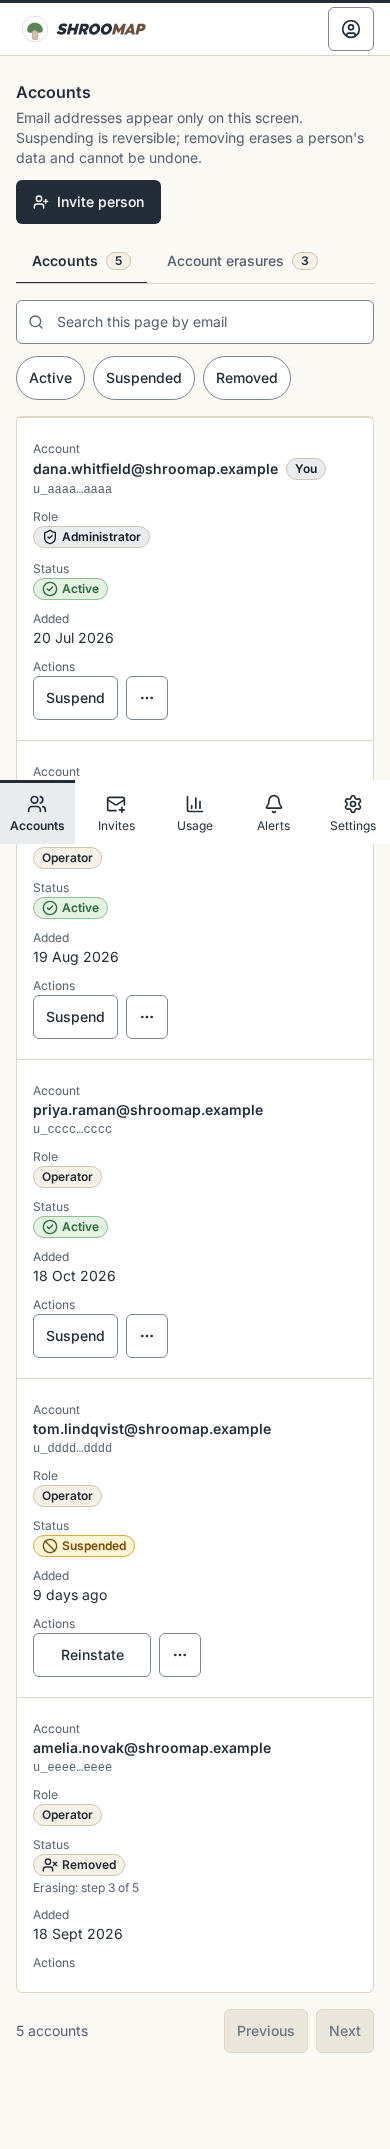 SHROOMAP
Accounts
Email addresses appear only on this screen.
Suspending is reversible; removing erases a person's
data and cannot be undone.
Invite person
Accounts 5 Account erasures 3
Search this page by email
Active Suspended Removed
Account
dana.whitfield@shroomap.example You
u_aaaa…aaaa
Role
Administrator
Status
Active
Added
20 Jul 2026
Actions
Suspend ···
Account
Accounts Invites Usage Alerts Settings
Operator
Status
Active
Added
19 Aug 2026
Actions
Suspend ···
Account
priya.raman@shroomap.example
u_cccc…cccc
Role
Operator
Status
Active
Added
18 Oct 2026
Actions
Suspend ···
Account
tom.lindqvist@shroomap.example
u_dddd…dddd
Role
Operator
Status
Suspended
Added
9 days ago
Actions
Reinstate ···
Account
amelia.novak@shroomap.example
u_eeee…eeee
Role
Operator
Status
Removed
Erasing: step 3 of 5
Added
18 Sept 2026
Actions
5 accounts Previous Next